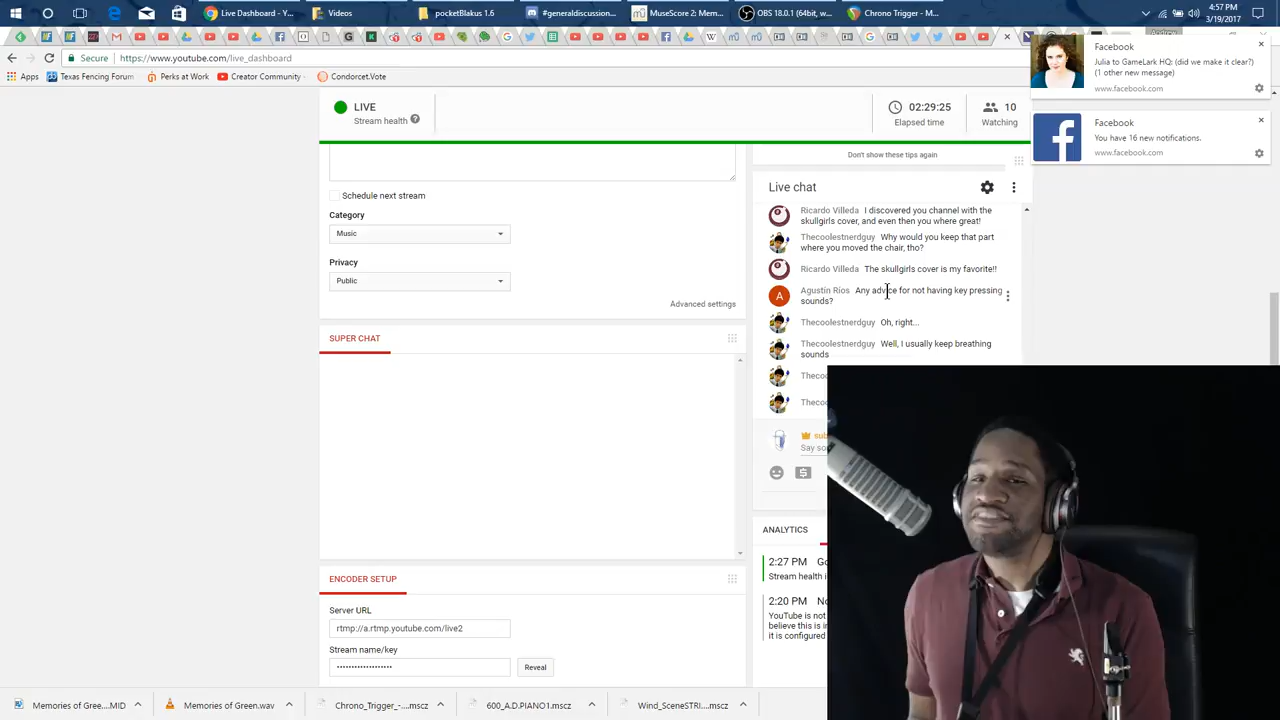 Live Dashboard - Y...
Videos
pocketBlakus 1.6
#generaldiscussion...
MuseScore 2: Mem...
OBS 18.0.1 (64bit, w...
Chrono Trigger - M...
4:57 PM
3/19/2017
Secure
https://www.youtube.com/live_dashboard
Apps
Texas Fencing Forum
Perks at Work
Creator Community -
Condorcet.Vote
Facebook
Julia to GameLark HQ: (did we make it clear?)
(1 other new message)
www.facebook.com
Facebook
You have 16 new notifications.
www.facebook.com
LIVE
Stream health
02:29:25
Elapsed time
10
Watching
Don't show these tips again
Schedule next stream
Category
Music
Privacy
Public
Advanced settings
SUPER CHAT
ENCODER SETUP
Server URL
rtmp://a.rtmp.youtube.com/live2
Stream name/key
Reveal
Live chat
Ricardo Villeda I discovered you channel with the
skullgirls cover, and even then you where great!
Thecoolestnerdguy Why would you keep that part
where you moved the chair, tho?
Ricardo Villeda The skullgirls cover is my favorite!!
Agustin Ríos Any advice for not having key pressing
sounds?
Thecoolestnerdguy Oh, right...
Thecoolestnerdguy Well, I usually keep breathing
sounds
Theco
Theco
sub
Say so
ANALYTICS
2:27 PM Go
Stream health i
2:20 PM No
YouTube is not
believe this is in
it is configured
Memories of Gree....MID
Memories of Green.wav
Chrono_Trigger_-....mscz
600_A.D.PIANO1.mscz
Wind_SceneSTRI....mscz